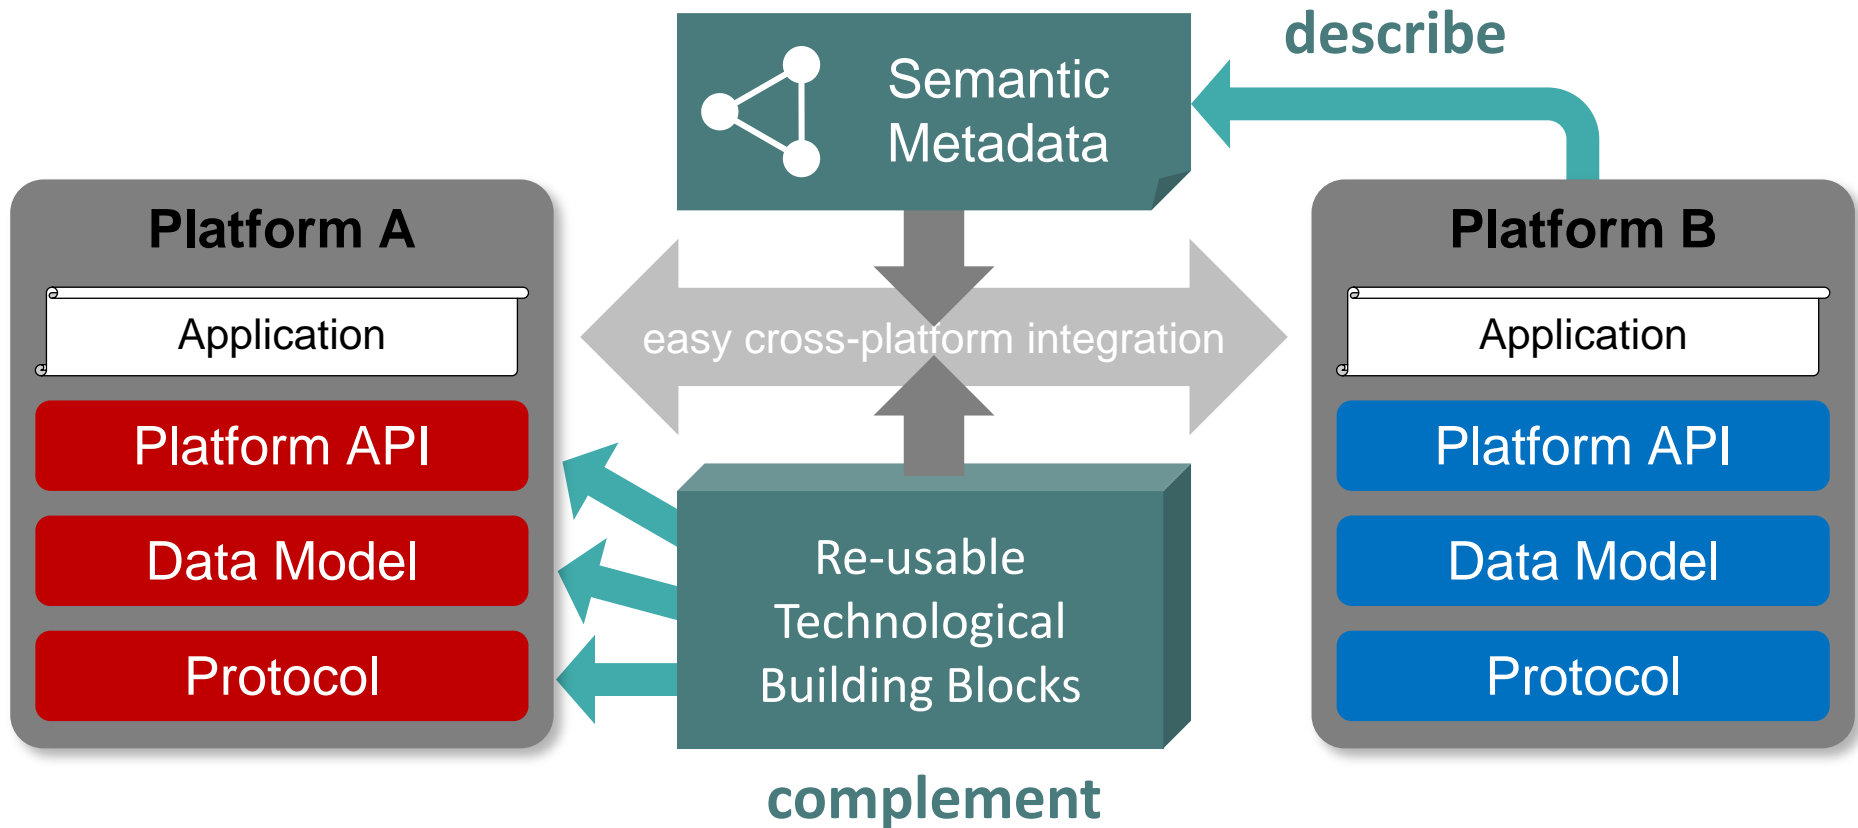 describe
Semantic
Metadata
Platform A
Application
Platform API
Data Model
Protocol
easy cross-platform integration
Re-usable
Technological
Building Blocks
complement
Platform B
Application
Platform API
Data Model
Protocol